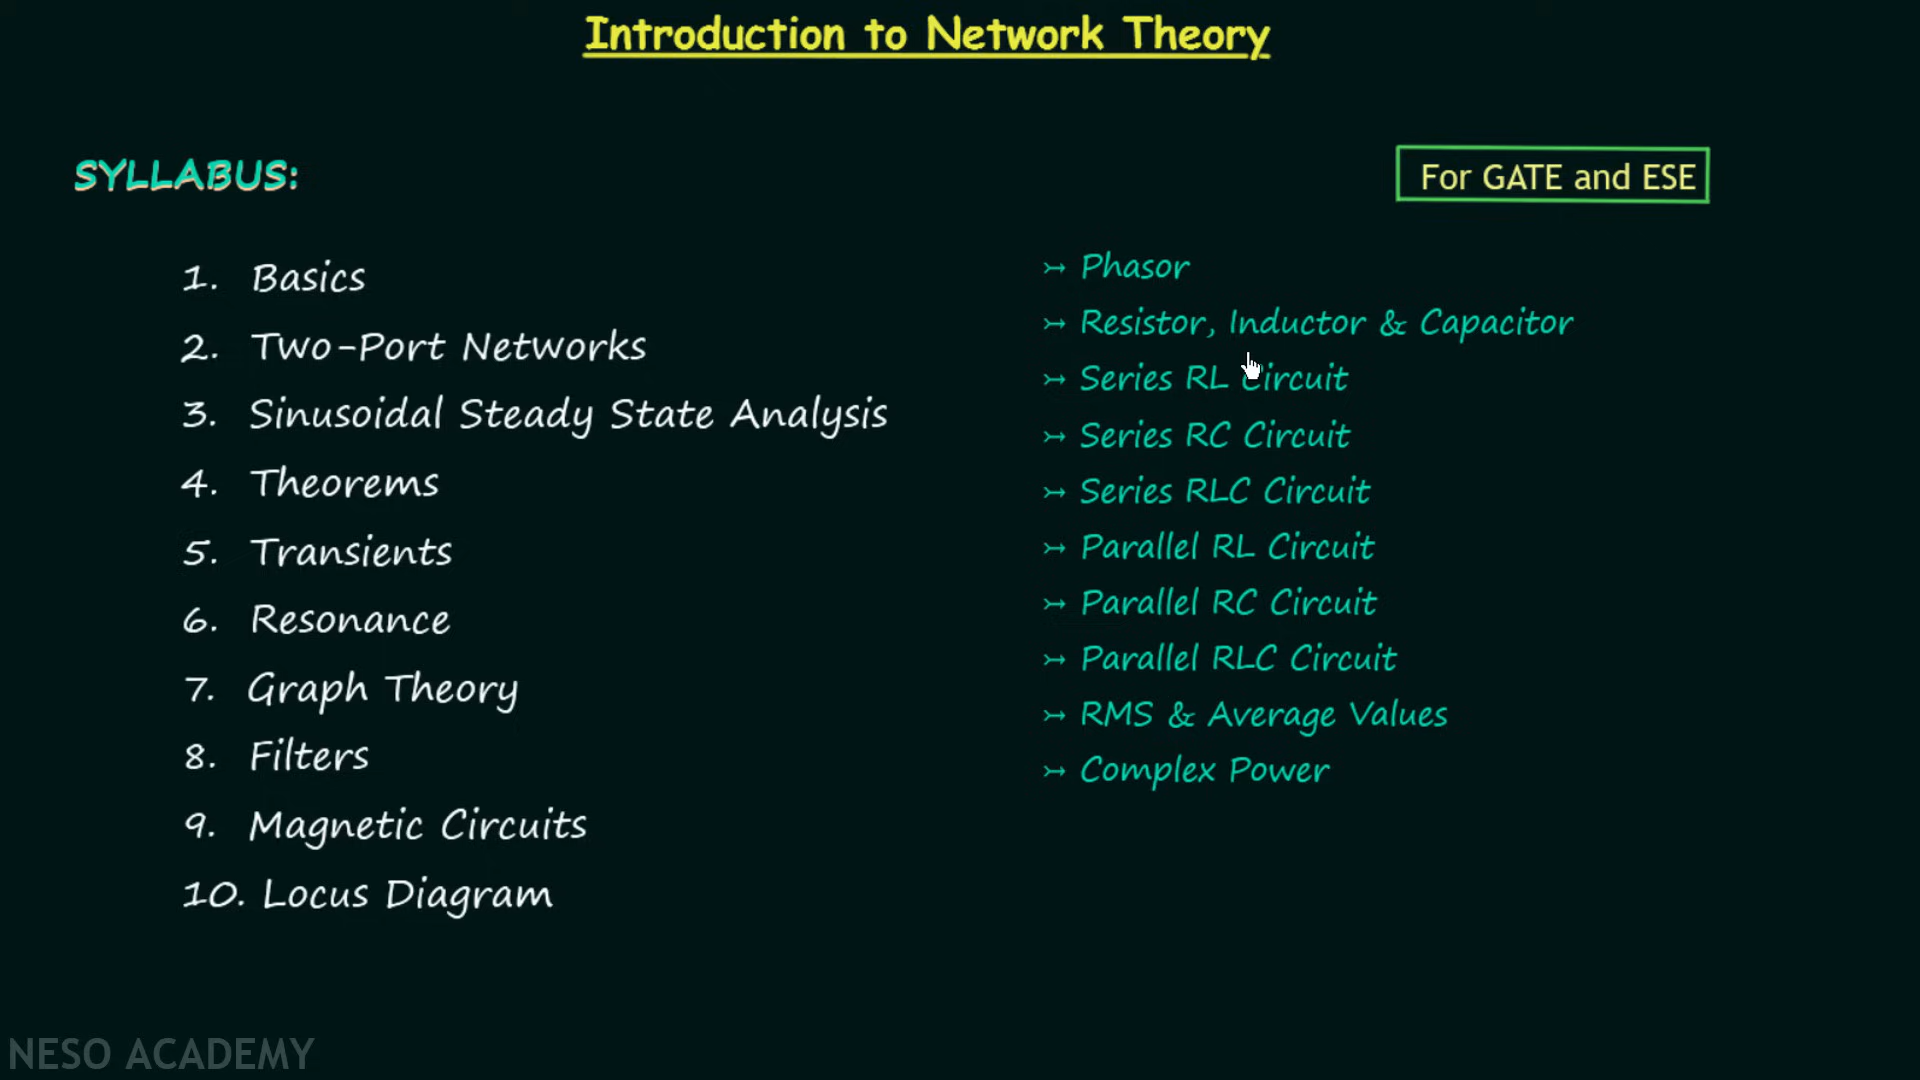 Introduction to Network Theory
SYLLABUS:
For GATE and ESE
1. Basics
2. Two-Port Networks
3. Sinusoidal Steady State Analysis
4. Theorems
5. Transients
6. Resonance
7. Graph Theory
8. Filters
9. Magnetic Circuits
10. Locus Diagram
↣ Phasor
↣ Resistor, Inductor & Capacitor
↣ Series RL Circuit
↣ Series RC Circuit
↣ Series RLC Circuit
↣ Parallel RL Circuit
↣ Parallel RC Circuit
↣ Parallel RLC Circuit
↣ RMS & Average Values
↣ Complex Power
NESO ACADEMY